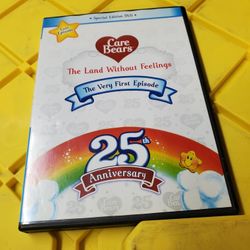 Special Edition DVD
Care
Bears
The Land Without Feelings
The Very First Episode
25th
Anniversary